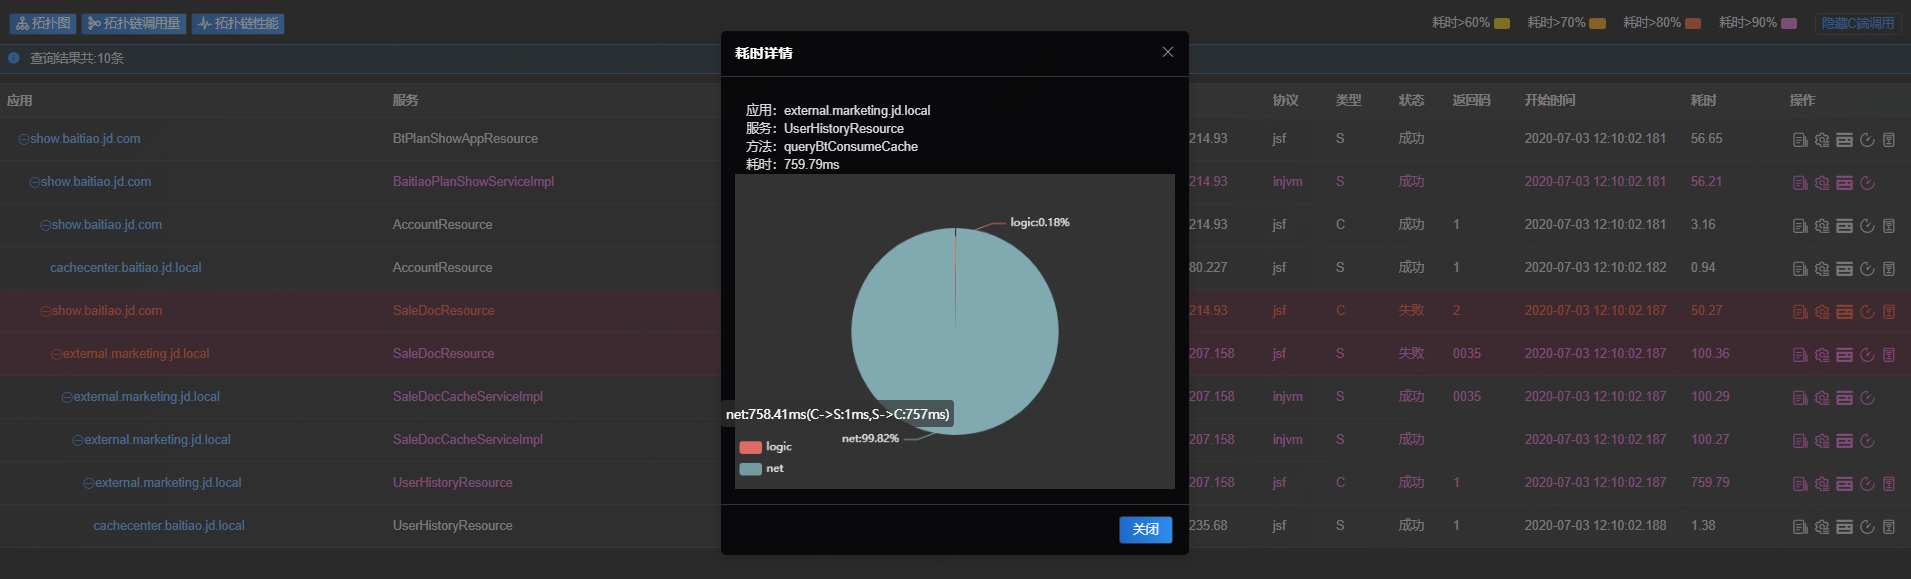 拓扑图 拓扑链调用量 拓扑链性能 耗时>60% 耗时>70% 耗时>80% 耗时>90% 隐藏C端调用
查询结果共:10条
应用 服务 协议 类型 状态 返回码 开始时间 耗时 操作
show.baitiao.jd.com BtPlanShowAppResource 214.93 jsf S 成功 2020-07-03 12:10:02.181 56.65
show.baitiao.jd.com BaitiaoPlanShowServiceImpl 214.93 injvm S 成功 2020-07-03 12:10:02.181 56.21
show.baitiao.jd.com AccountResource 214.93 jsf C 成功 1 2020-07-03 12:10:02.181 3.16
cachecenter.baitiao.jd.local AccountResource 80.227 jsf S 成功 1 2020-07-03 12:10:02.182 0.94
show.baitiao.jd.com SaleDocResource 214.93 jsf C 失败 2 2020-07-03 12:10:02.187 50.27
external.marketing.jd.local SaleDocResource 207.158 jsf S 失败 0035 2020-07-03 12:10:02.187 100.36
external.marketing.jd.local SaleDocCacheServiceImpl 207.158 injvm S 成功 0035 2020-07-03 12:10:02.187 100.29
external.marketing.jd.local SaleDocCacheServiceImpl 207.158 injvm S 成功 2020-07-03 12:10:02.187 100.27
external.marketing.jd.local UserHistoryResource 207.158 jsf C 成功 1 2020-07-03 12:10:02.187 759.79
cachecenter.baitiao.jd.local UserHistoryResource 235.68 jsf S 成功 1 2020-07-03 12:10:02.188 1.38
耗时详情
应用：external.marketing.jd.local
服务：UserHistoryResource
方法：queryBtConsumeCache
耗时：759.79ms
logic:0.18%
net:758.41ms(C->S:1ms,S->C:757ms)
net:99.82%
logic
net
关闭